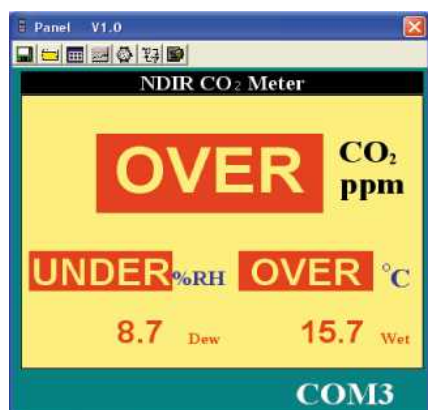 Panel V1.0
NDIR CO₂ Meter
OVER CO₂
ppm
UNDER %RH OVER °C
8.7 Dew 15.7 Wet
COM3